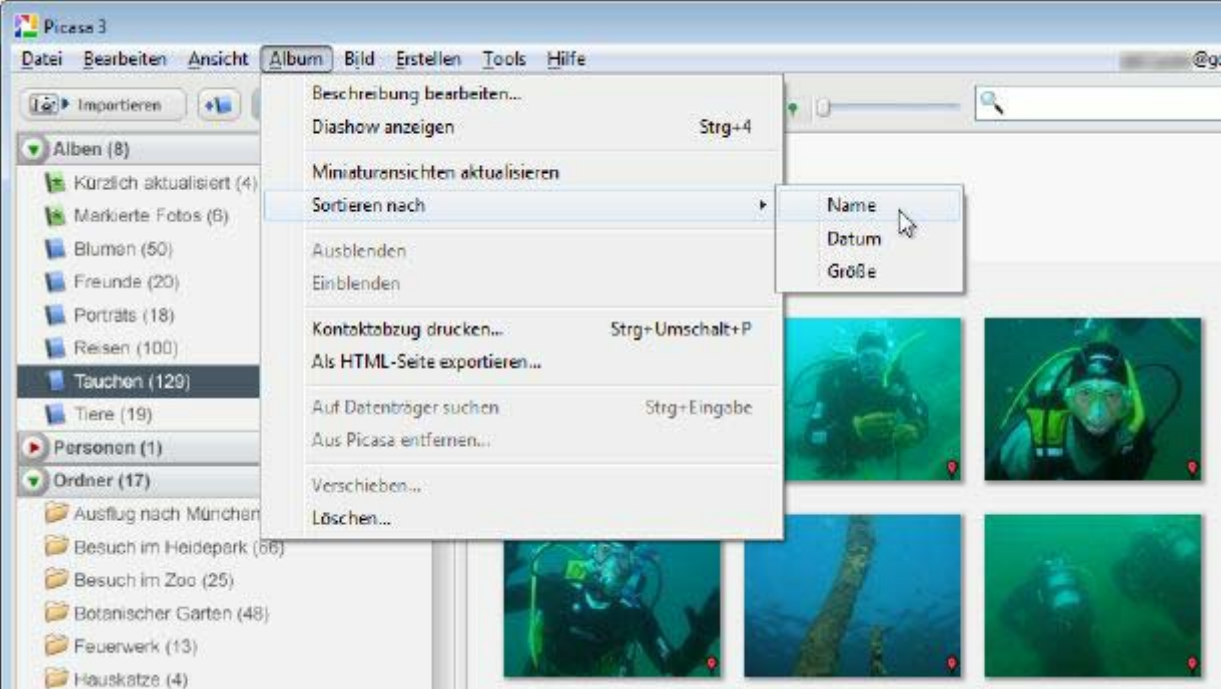 Picasa 3
Datei Bearbeiten Ansicht Album Bild Erstellen Tools Hilfe
Importieren
Alben (8)
Kürzlich aktualisiert (4)
Markierte Fotos (6)
Blumen (50)
Freunde (20)
Porträts (18)
Reisen (100)
Tauchen (129)
Tiere (19)
Personen (1)
Ordner (17)
Ausflug nach München
Besuch im Heidepark (66)
Besuch im Zoo (25)
Botanischer Garten (48)
Feuerwerk (13)
Hauskatze (4)
Beschreibung bearbeiten...
Diashow anzeigen Strg+4
Miniaturansichten aktualisieren
Sortieren nach
Ausblenden
Einblenden
Kontaktabzug drucken... Strg+Umschalt+P
Als HTML-Seite exportieren...
Auf Datenträger suchen Strg+Eingabe
Aus Picasa entfernen...
Verschieben...
Löschen...
Name
Datum
Größe